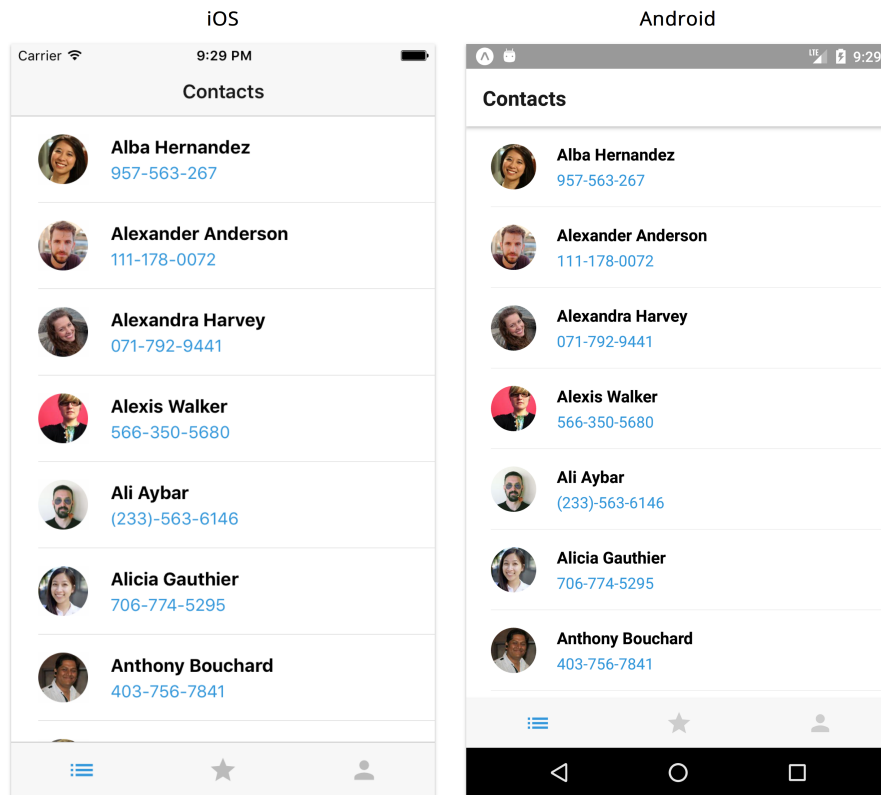 iOS
Carrier 9:29 PM
Contacts
Alba Hernandez
957-563-267
Alexander Anderson
111-178-0072
Alexandra Harvey
071-792-9441
Alexis Walker
566-350-5680
Ali Aybar
(233)-563-6146
Alicia Gauthier
706-774-5295
Anthony Bouchard
403-756-7841
Android
LTE 9:29
Contacts
Alba Hernandez
957-563-267
Alexander Anderson
111-178-0072
Alexandra Harvey
071-792-9441
Alexis Walker
566-350-5680
Ali Aybar
(233)-563-6146
Alicia Gauthier
706-774-5295
Anthony Bouchard
403-756-7841